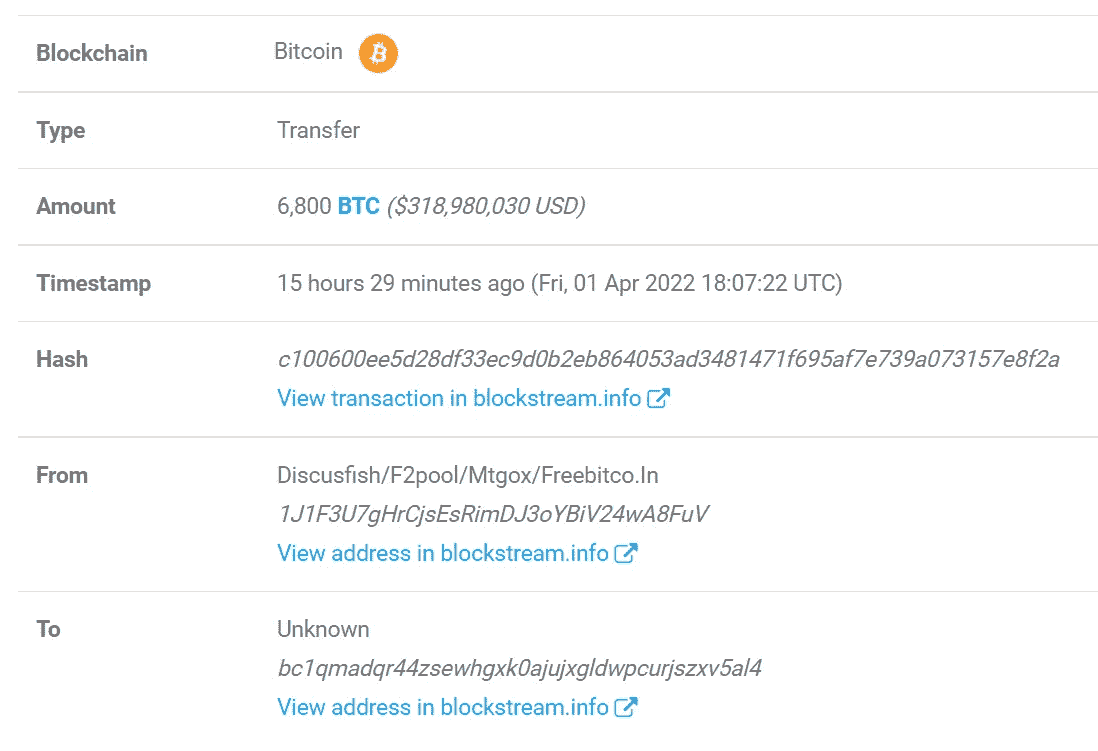 Blockchain Bitcoin
Type Transfer
Amount 6,800 BTC ($318,980,030 USD)
Timestamp 15 hours 29 minutes ago (Fri, 01 Apr 2022 18:07:22 UTC)
Hash c100600ee5d28df33ec9d0b2eb864053ad3481471f695af7e739a073157e8f2a
View transaction in blockstream.info
From Discusfish/F2pool/Mtgox/Freebitco.In
1J1F3U7gHrCjsEsRimDJ3oYBiV24wA8FuV
View address in blockstream.info
To Unknown
bc1qmadqr44zsewhgxk0ajujxgldwpcurjszxv5al4
View address in blockstream.info